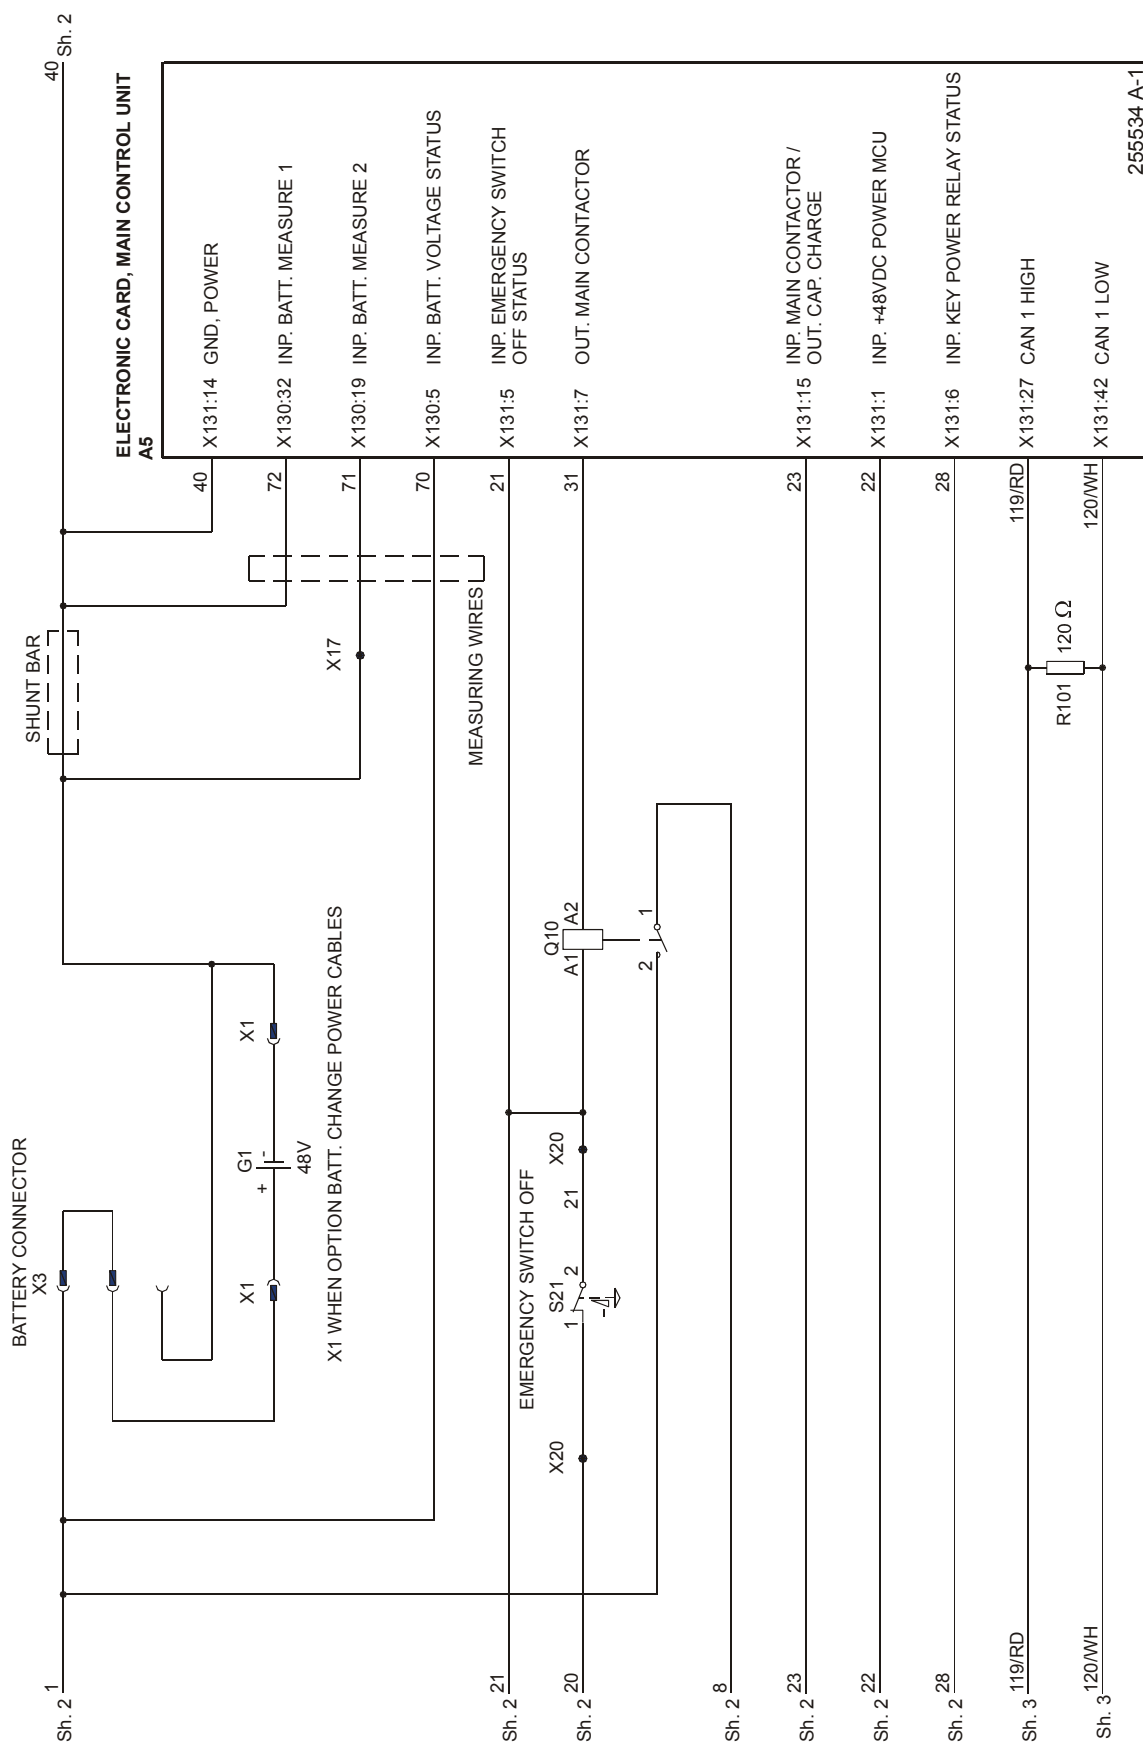 40
Sh. 2
ELECTRONIC CARD, MAIN CONTROL UNIT
A5
SHUNT BAR
BATTERY CONNECTOR
X3
1
Sh. 2
40
X131:14 GND, POWER
72
X130:32 INP. BATT. MEASURE 1
71
X130:19 INP. BATT. MEASURE 2
70
X130:5 INP. BATT. VOLTAGE STATUS
21
X131:5 INP. EMERGENCY SWITCH
OFF STATUS
31
X131:7 OUT. MAIN CONTACTOR
23
X131:15 INP. MAIN CONTACTOR /
OUT. CAP. CHARGE
22
X131:1 INP. +48VDC POWER MCU
28
X131:6 INP. KEY POWER RELAY STATUS
119/RD
X131:27 CAN 1 HIGH
120/WH
X131:42 CAN 1 LOW
X1
G1
+
-
48V
X1
X1 WHEN OPTION BATT. CHANGE POWER CABLES
X17
MEASURING WIRES
EMERGENCY SWITCH OFF
X20
S21
1
2
21
X20
Q10
A1
A2
2
1
R101
120 Ω
21
Sh. 2
20
Sh. 2
8
Sh. 2
23
Sh. 2
22
Sh. 2
28
Sh. 2
119/RD
Sh. 3
120/WH
Sh. 3
255534 A-1